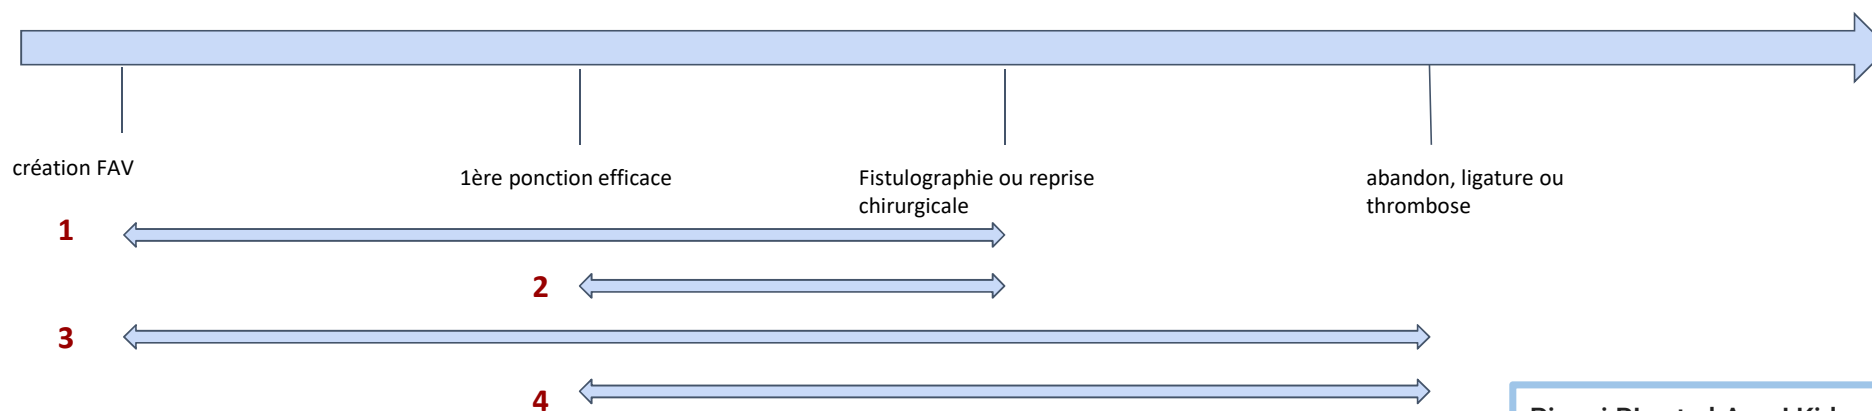 création FAV
1ère ponction efficace
Fistulographie ou reprise
chirurgicale
abandon, ligature ou
thrombose
1
2
3
4